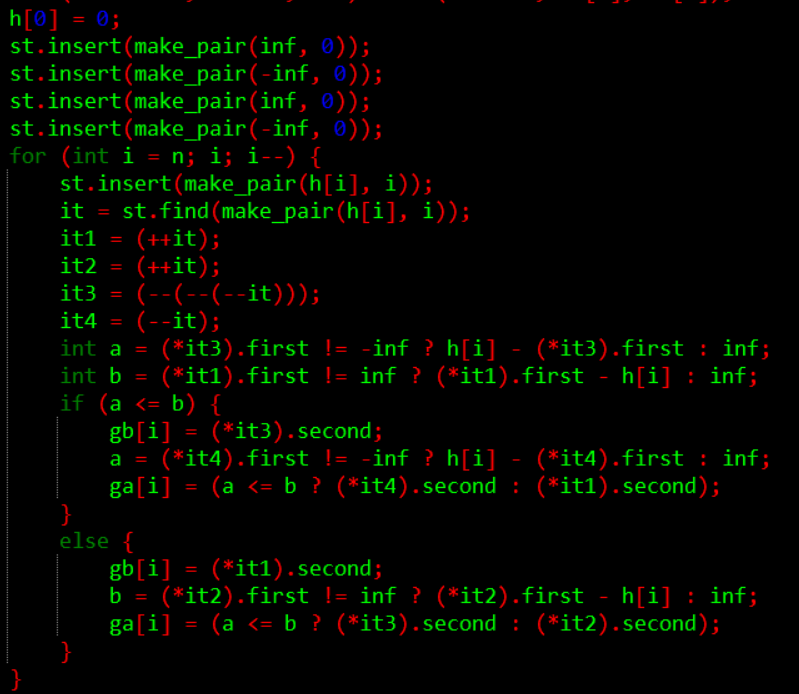 h[0] = 0;
st.insert(make_pair(inf, 0));
st.insert(make_pair(-inf, 0));
st.insert(make_pair(inf, 0));
st.insert(make_pair(-inf, 0));
for (int i = n; i; i--) {
    st.insert(make_pair(h[i], i));
    it = st.find(make_pair(h[i], i));
    it1 = (++it);
    it2 = (++it);
    it3 = (--(--(--it)));
    it4 = (--it);
    int a = (*it3).first != -inf ? h[i] - (*it3).first : inf;
    int b = (*it1).first != inf ? (*it1).first - h[i] : inf;
    if (a <= b) {
        gb[i] = (*it3).second;
        a = (*it4).first != -inf ? h[i] - (*it4).first : inf;
        ga[i] = (a <= b ? (*it4).second : (*it1).second);
    }
    else {
        gb[i] = (*it1).second;
        b = (*it2).first != inf ? (*it2).first - h[i] : inf;
        ga[i] = (a <= b ? (*it3).second : (*it2).second);
    }
}